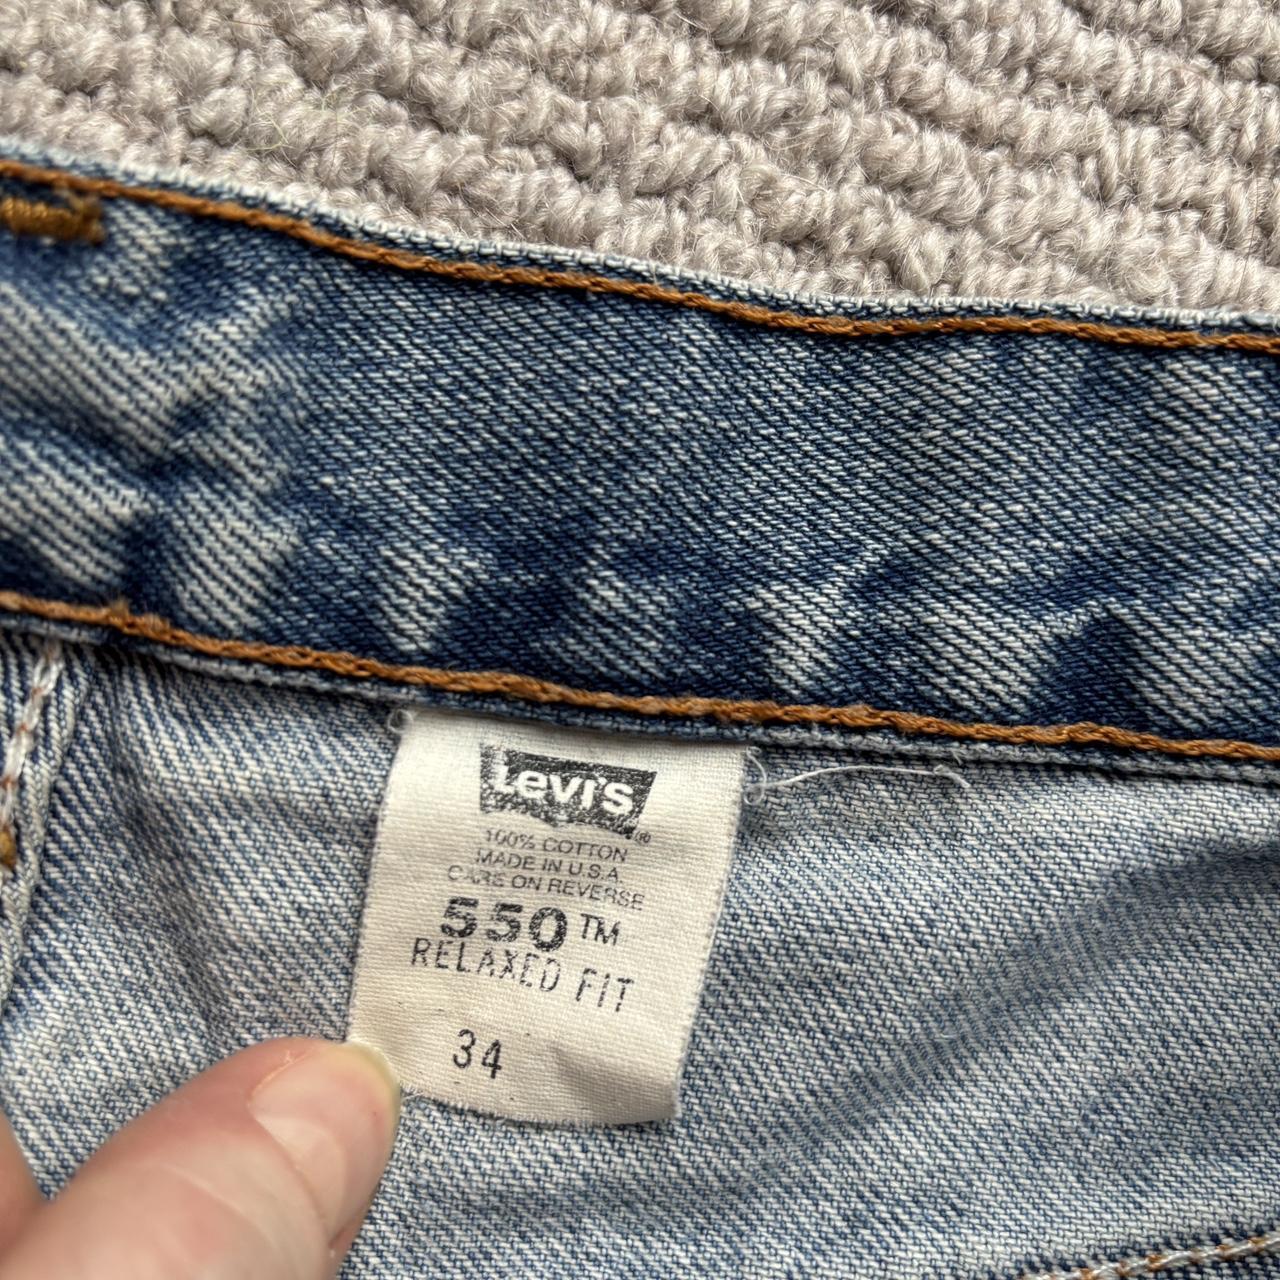 Levi's®
100% COTTON
MADE IN U.S.A.
CARE ON REVERSE
550™
RELAXED FIT
34